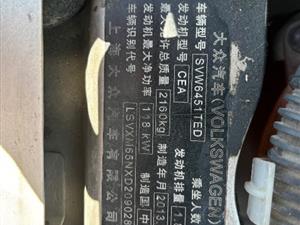 大众汽车(VOLKSWAGEN)
车辆型号 SVW6451TED 乘坐人数
发动机型号 CEA 发动机排量 1.8
最大允许总质量 2160kg 制造年月 2013.
发动机最大净功率 118kW 制造国 中
车辆识别代号
上海大众汽车有限公司